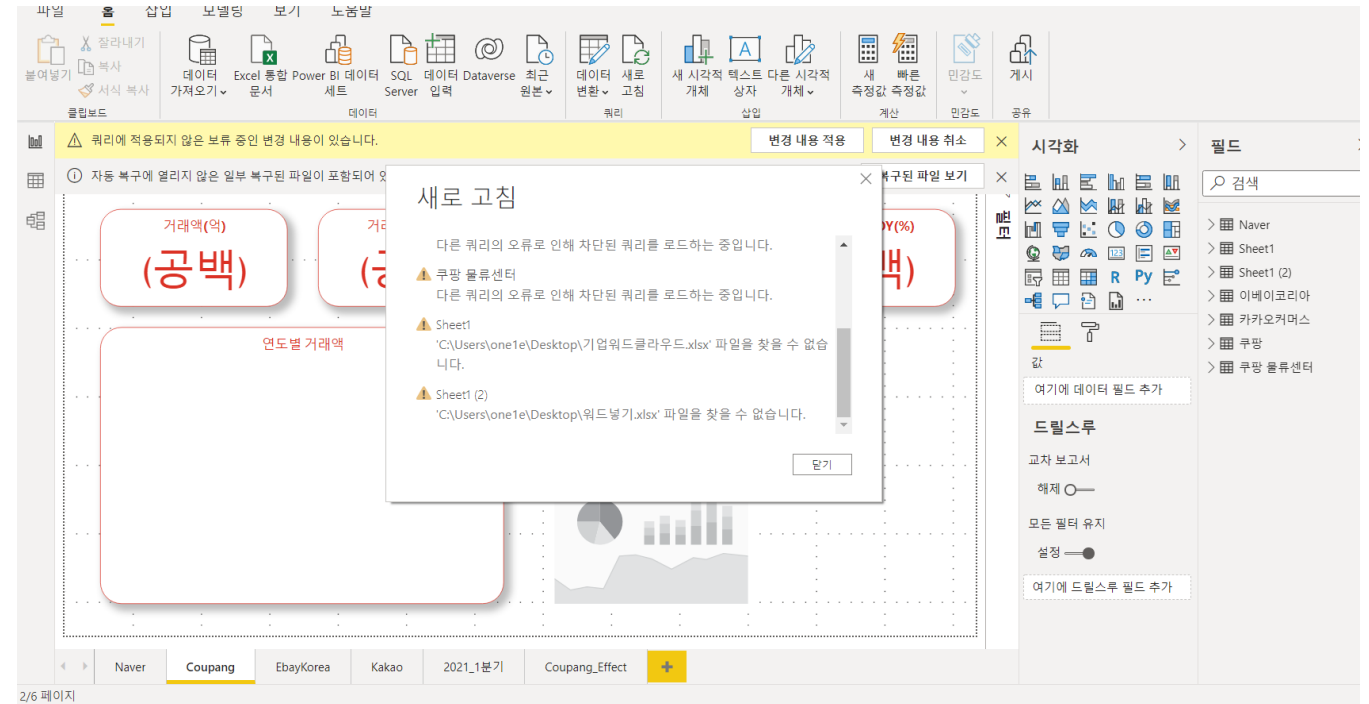 파일 홈 삽입 모델링 보기 도움말
붙여넣기
잘라내기
복사
서식 복사
클립보드
데이터 가져오기
Excel 통합 문서
Power BI 데이터 세트
SQL Server
데이터 입력
Dataverse
최근 원본
데이터
데이터 변환
새로 고침
쿼리
새 시각적 개체
텍스트 상자
다른 시각적 개체
삽입
새 측정값
빠른 측정값
계산
민감도
민감도
게시
공유
쿼리에 적용되지 않은 보류 중인 변경 내용이 있습니다.
변경 내용 적용
변경 내용 취소
자동 복구에 열리지 않은 일부 복구된 파일이 포함되어
복구된 파일 보기
거래액(억)
(공백)
거래
DY(%)
백)
연도별 거래액
새로 고침
다른 쿼리의 오류로 인해 차단된 쿼리를 로드하는 중입니다.
쿠팡 물류센터
다른 쿼리의 오류로 인해 차단된 쿼리를 로드하는 중입니다.
Sheet1
'C:\Users\one1e\Desktop\기업워드클라우드.xlsx' 파일을 찾을 수 없습
니다.
Sheet1 (2)
'C:\Users\one1e\Desktop\워드넣기.xlsx' 파일을 찾을 수 없습니다.
닫기
필터
시각화
123
R Py
값
여기에 데이터 필드 추가
드릴스루
교차 보고서
해제
모든 필터 유지
설정
여기에 드릴스루 필드 추가
필드
검색
Naver
Sheet1
Sheet1 (2)
이베이코리아
카카오커머스
쿠팡
쿠팡 물류센터
Naver Coupang EbayKorea Kakao 2021_1분기 Coupang_Effect
2/6 페이지